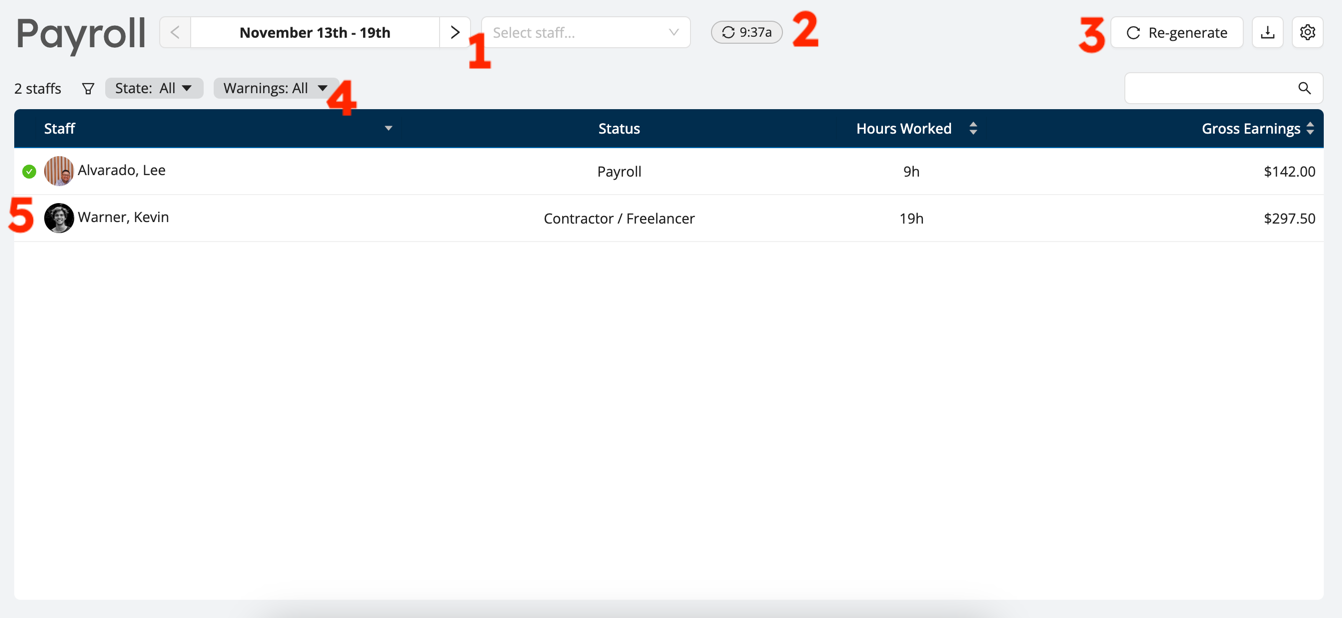 Payroll
November 13th - 19th
1
Select staff...
9:37a
2
3
Re-generate
2 staffs
State: All
Warnings: All
4
Staff
Status
Hours Worked
Gross Earnings
Alvarado, Lee
Payroll
9h
$142.00
5
Warner, Kevin
Contractor / Freelancer
19h
$297.50